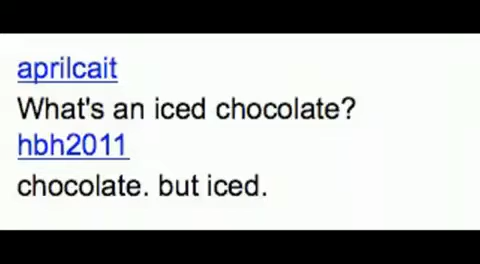 aprilcait
What's an iced chocolate?
hbh2011
chocolate. but iced.